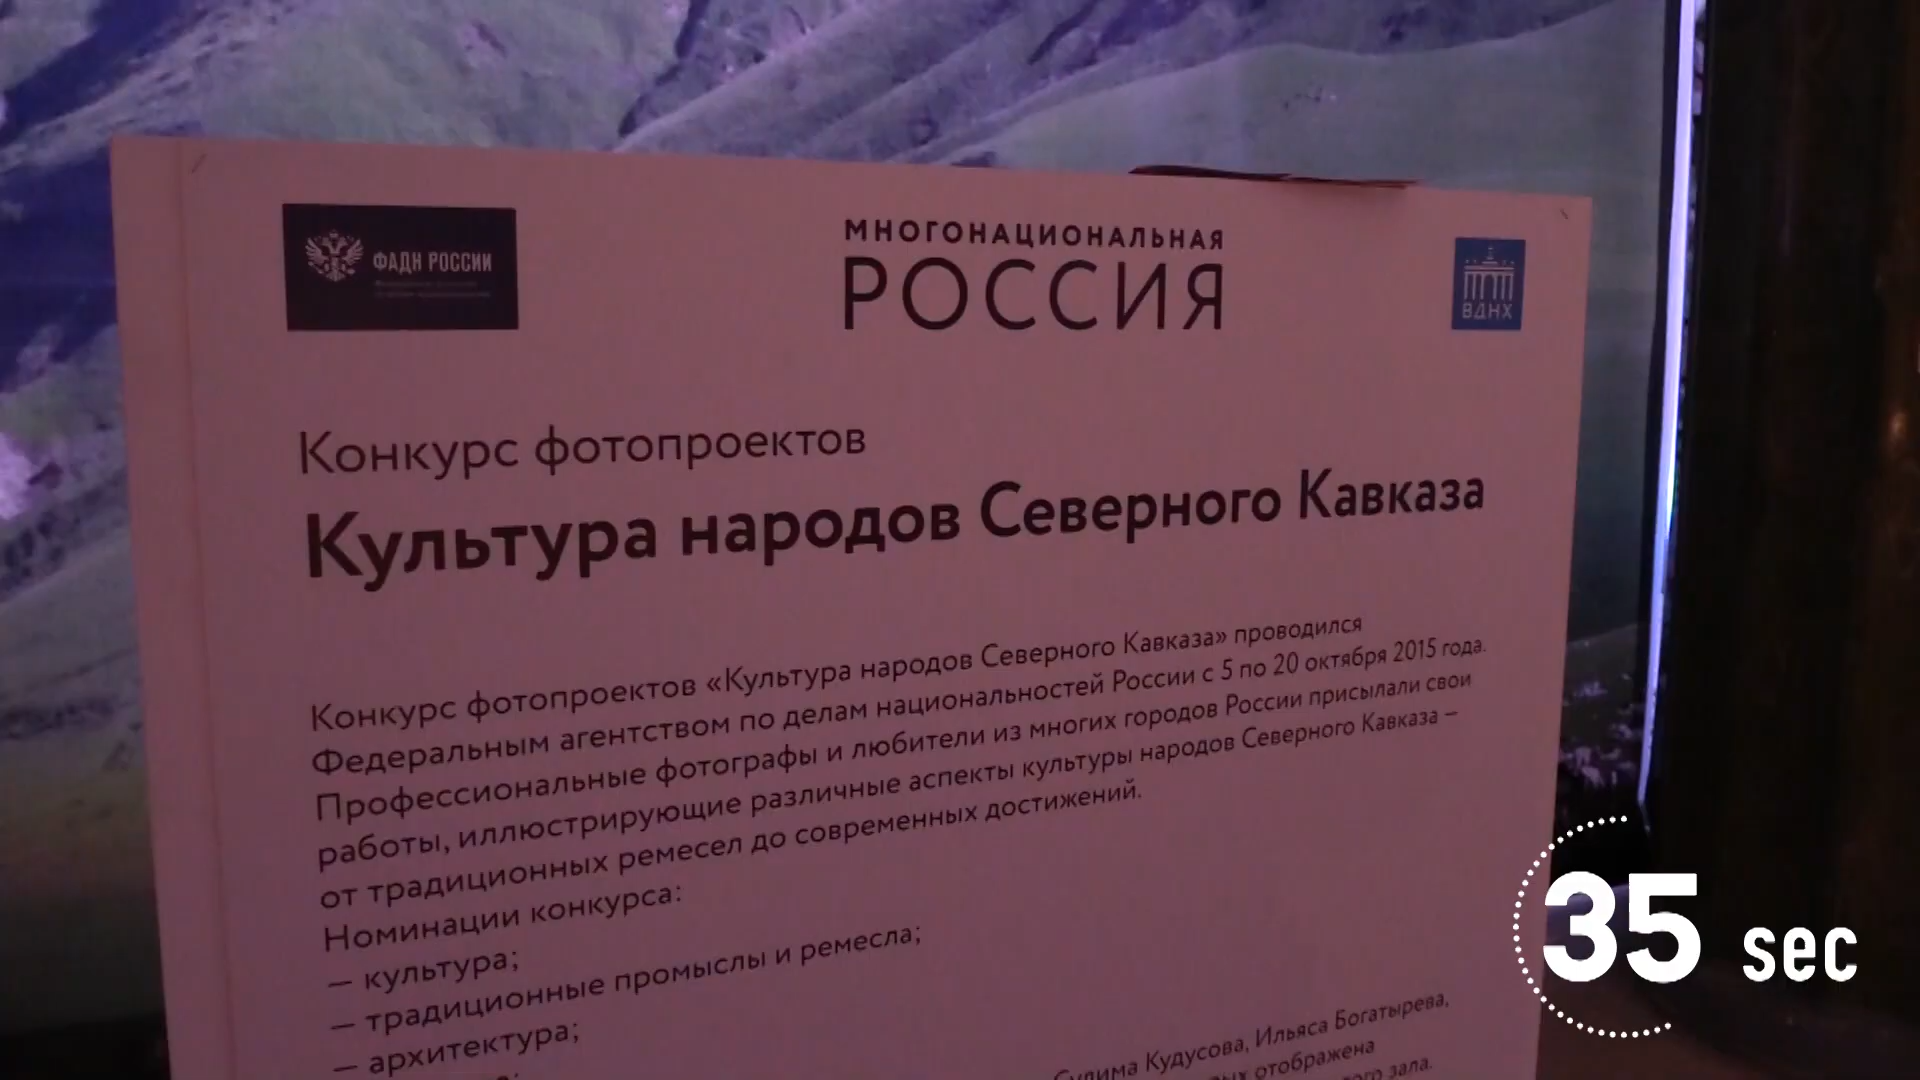 ФАДН РОССИИ
МНОГОНАЦИОНАЛЬНАЯ
РОССИЯ
ВДНХ
Конкурс фотопроектов
Культура народов Северного Кавказа
Конкурс фотопроектов «Культура народов Северного Кавказа» проводился
Федеральным агентством по делам национальностей России с 5 по 20 октября 2015 года.
Профессиональные фотографы и любители из многих городов России присылали свои
работы, иллюстрирующие различные аспекты культуры народов Северного Кавказа –
от традиционных ремесел до современных достижений.
Номинации конкурса:
– культура;
– традиционные промыслы и ремесла;
– архитектура;
Кудусова, Ильяса Богатырева,
отображена
зала.
35 sec